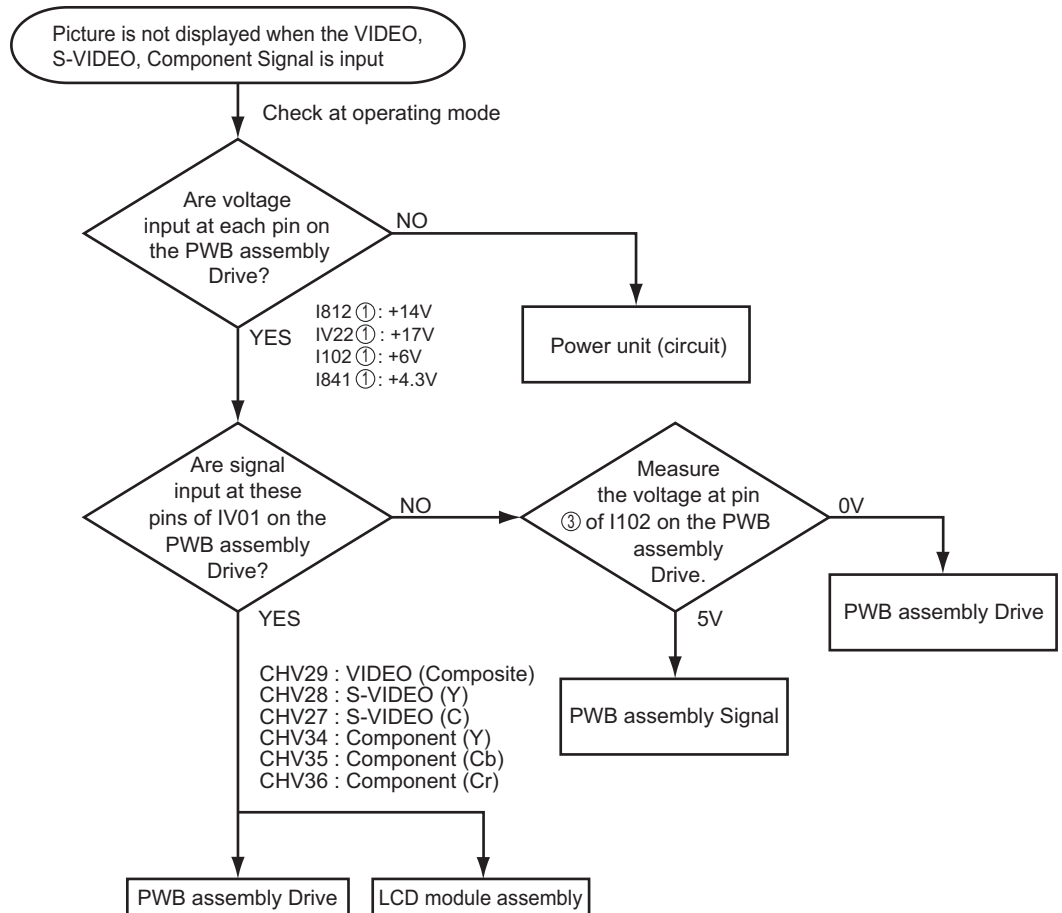 Picture is not displayed when the VIDEO,
S-VIDEO, Component Signal is input
Check at operating mode
Are voltage
input at each pin on
the PWB assembly
Drive?
NO
YES
I812 ①: +14V
IV22 ①: +17V
I102 ①: +6V
I841 ①: +4.3V
Power unit (circuit)
Are signal
input at these
pins of IV01 on the
PWB assembly
Drive?
NO
Measure
the voltage at pin
③ of I102 on the PWB
assembly
Drive.
0V
PWB assembly Drive
5V
PWB assembly Signal
YES
CHV29 : VIDEO (Composite)
CHV28 : S-VIDEO (Y)
CHV27 : S-VIDEO (C)
CHV34 : Component (Y)
CHV35 : Component (Cb)
CHV36 : Component (Cr)
PWB assembly Drive
LCD module assembly